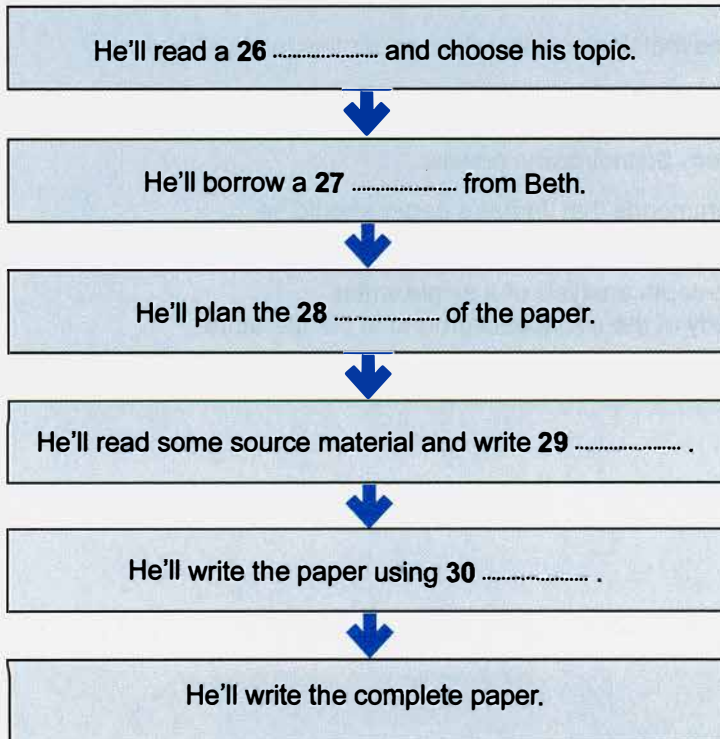 He'll read a 26 ..................... and choose his topic.
He'll borrow a 27 ..................... from Beth.
He'll plan the 28 ..................... of the paper.
He'll read some source material and write 29 ..................... .
He'll write the paper using 30 ..................... .
He'll write the complete paper.